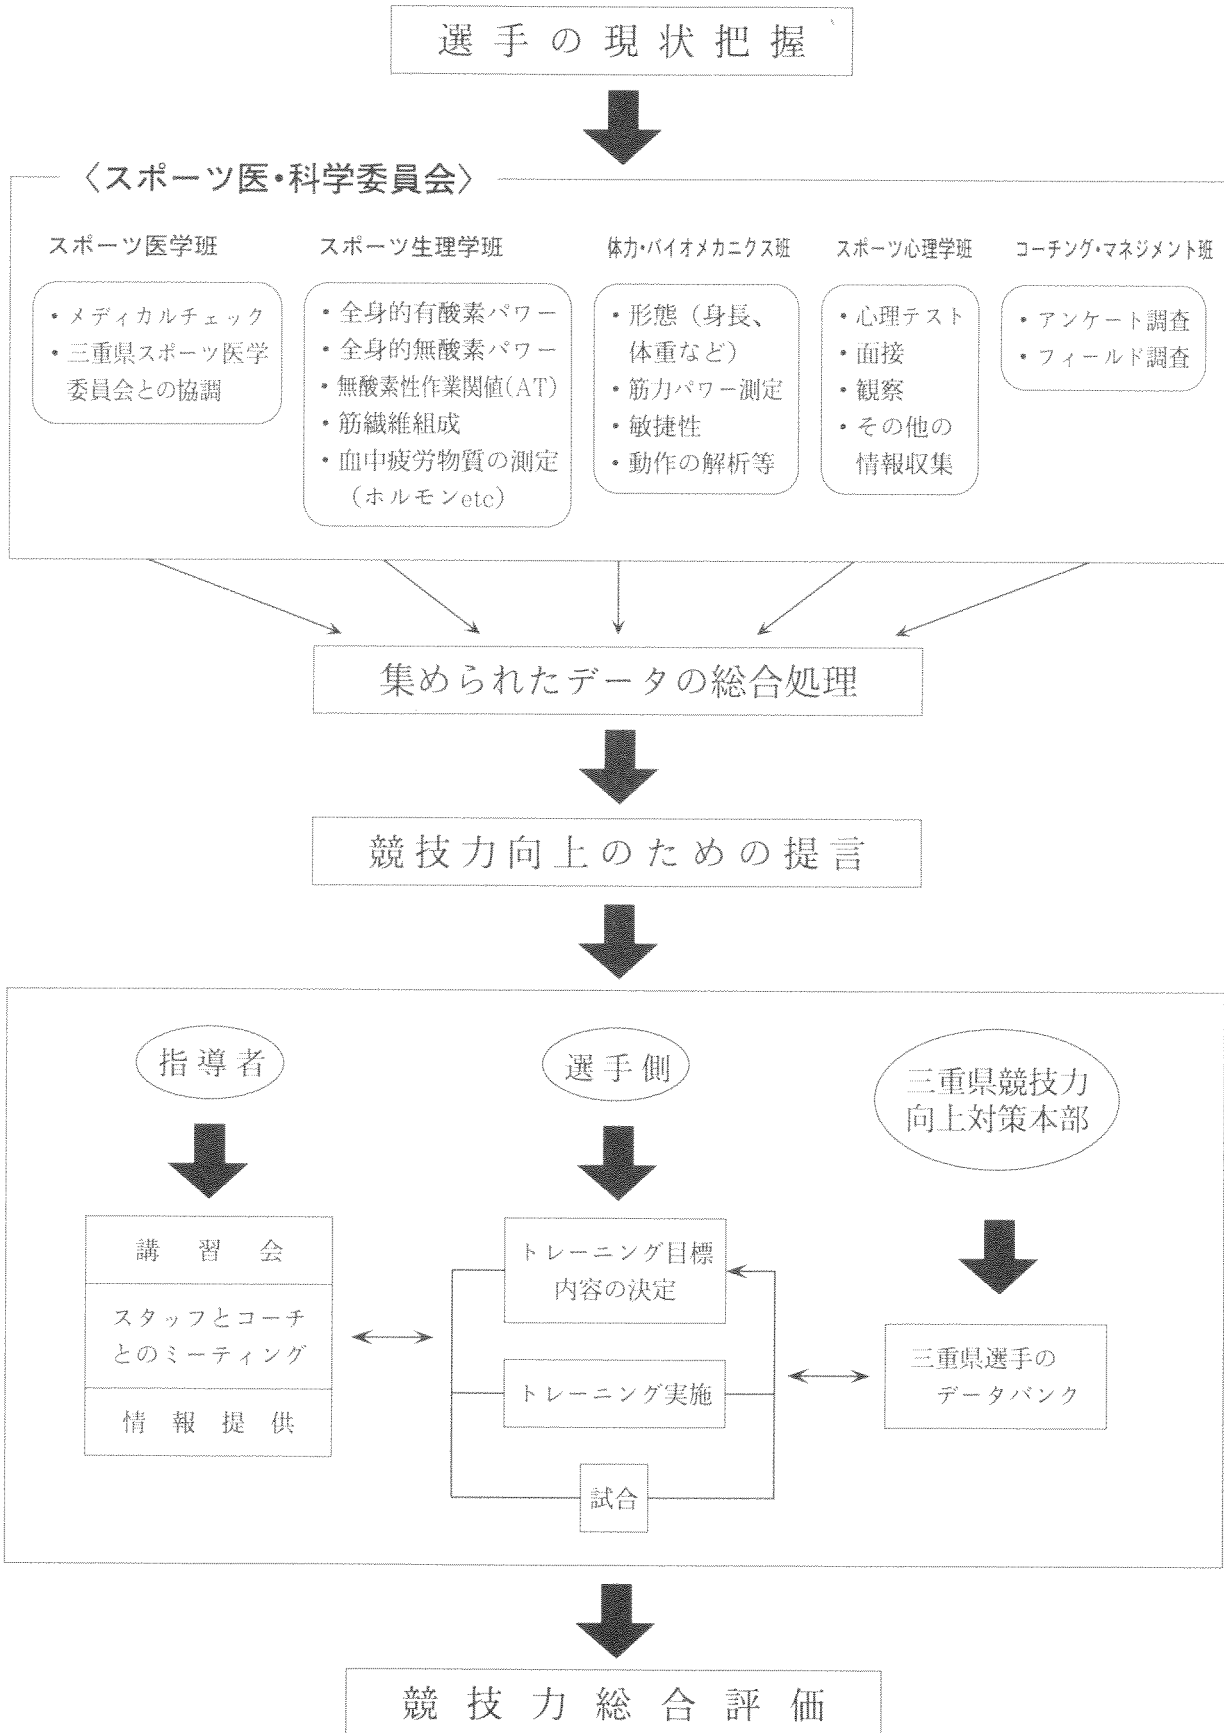 選手の現状把握
〈スポーツ医・科学委員会〉
スポーツ医学班
・メディカルチェック
・三重県スポーツ医学
委員会との協調
スポーツ生理学班
・全身的有酸素パワー
・全身的無酸素パワー
・無酸素性作業関値(AT)
・筋繊維組成
・血中疲労物質の測定
(ホルモンetc)
体力・バイオメカニクス班
・形態(身長、
体重など)
・筋力パワー測定
・敏捷性
・動作の解析等
スポーツ心理学班
・心理テスト
・面接
・観察
・その他の
情報収集
コーチング・マネジメント班
・アンケート調査
・フィールド調査
集められたデータの総合処理
競技力向上のための提言
指導者
講習会
スタッフとコーチ
とのミーティング
情報提供
選手側
トレーニング目標
内容の決定
トレーニング実施
試合
三重県競技力
向上対策本部
三重県選手の
データバンク
競技力総合評価